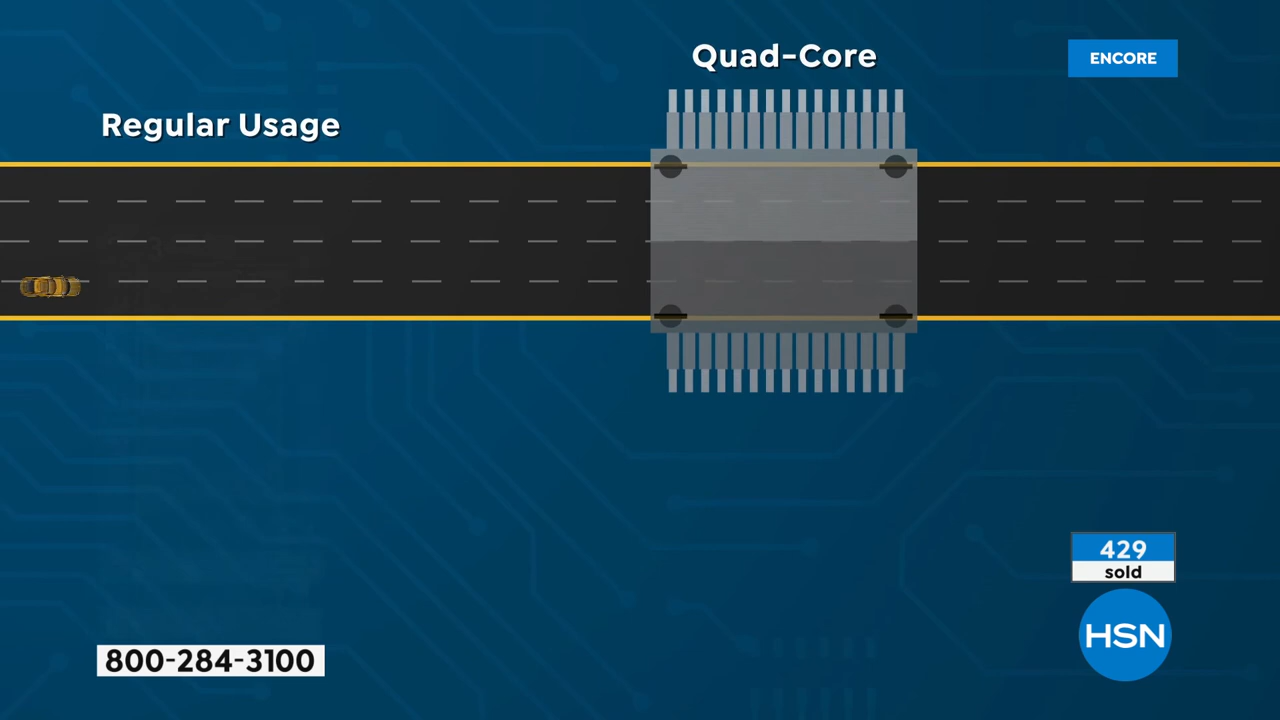 Quad-Core
ENCORE
Regular Usage
429
sold
HSN
800-284-3100